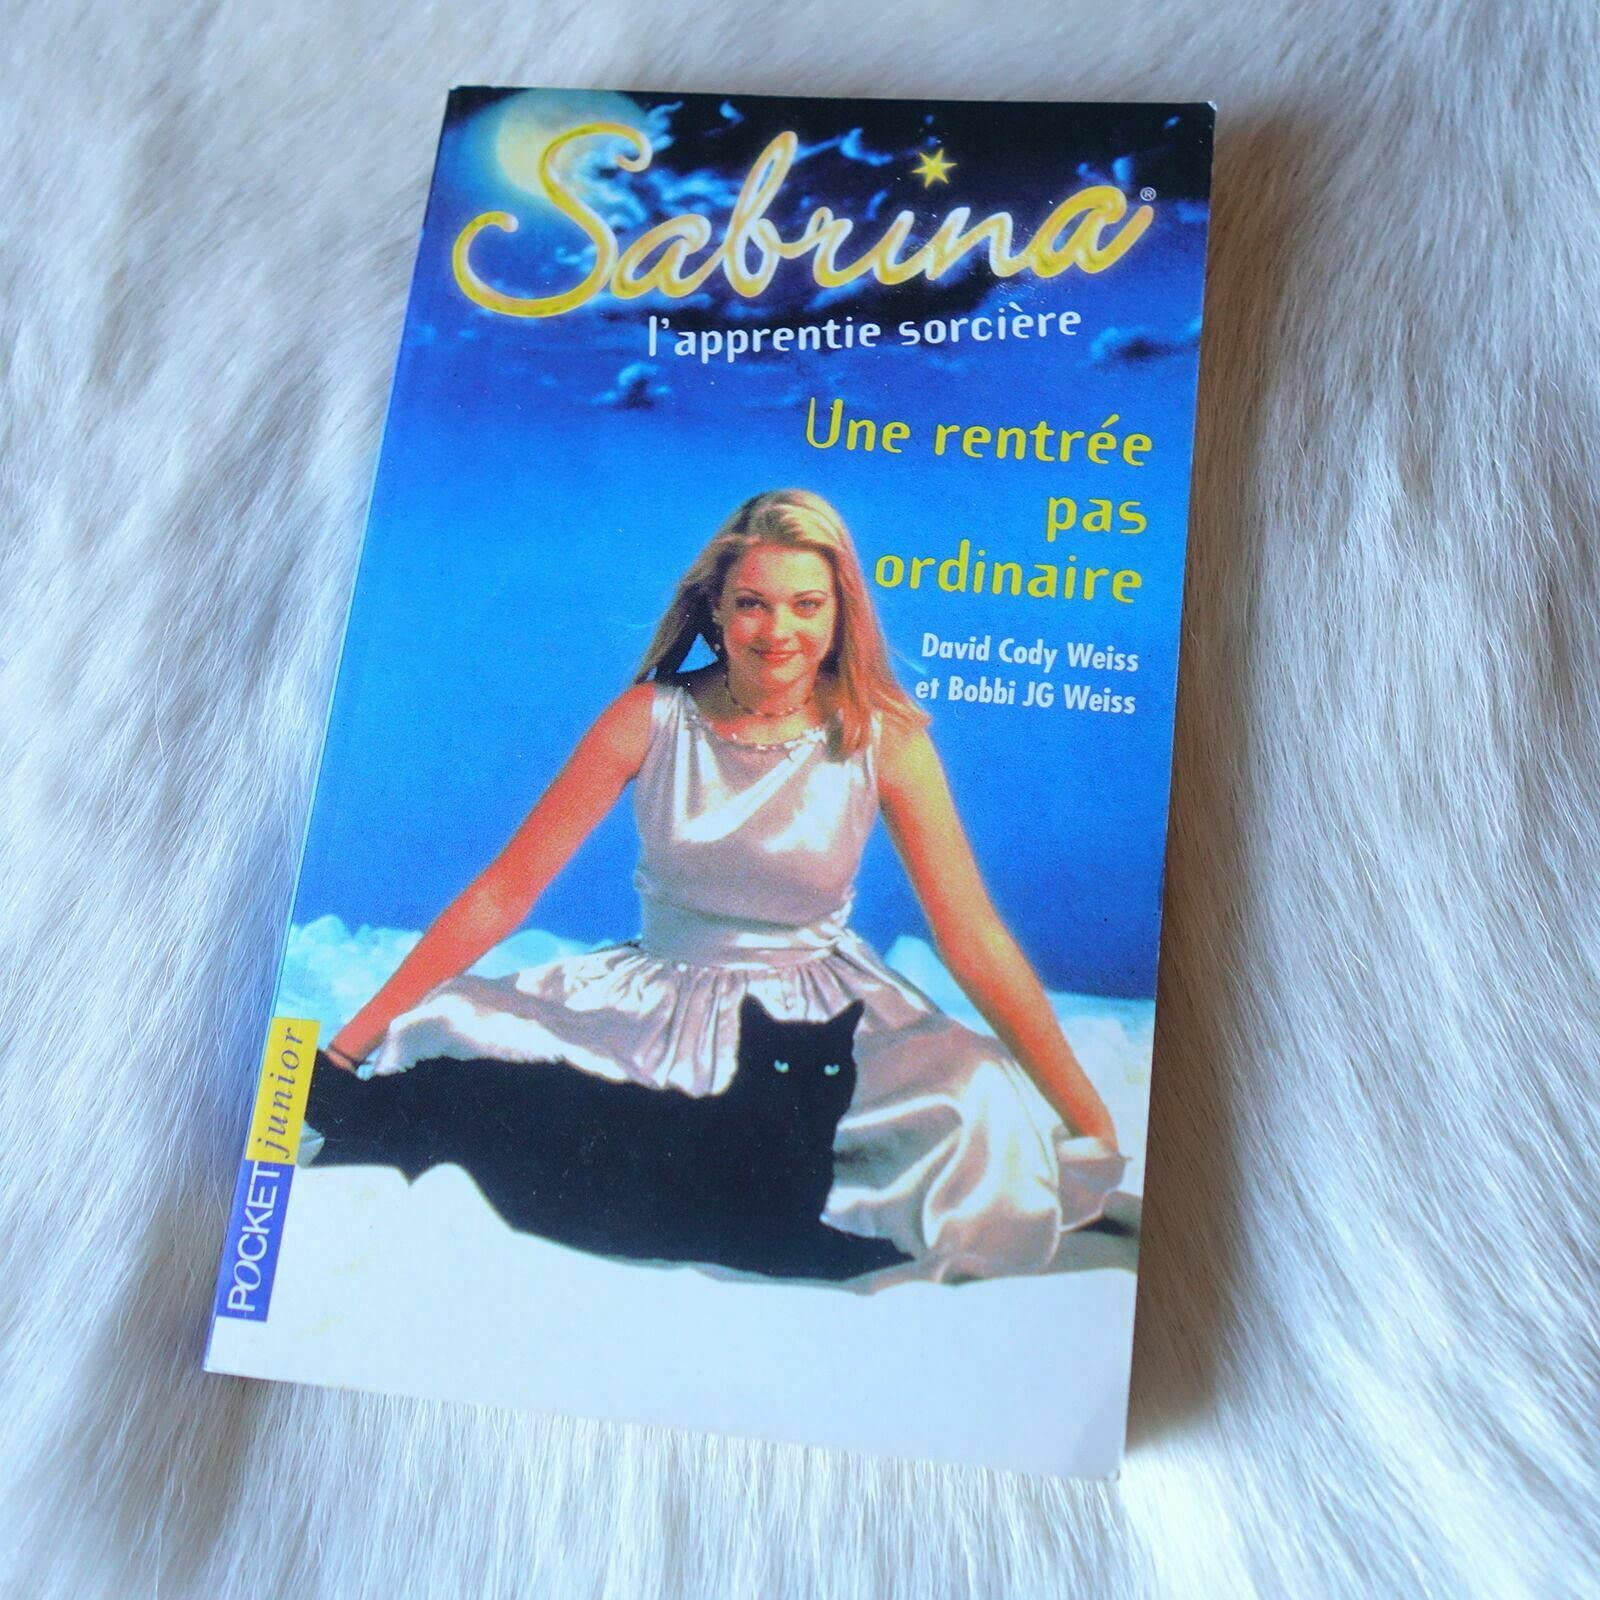 Sabrina®
l'apprentie sorcière
Une rentrée
pas
ordinaire
David Cody Weiss
et Bobbi JG Weiss
POCKET junior